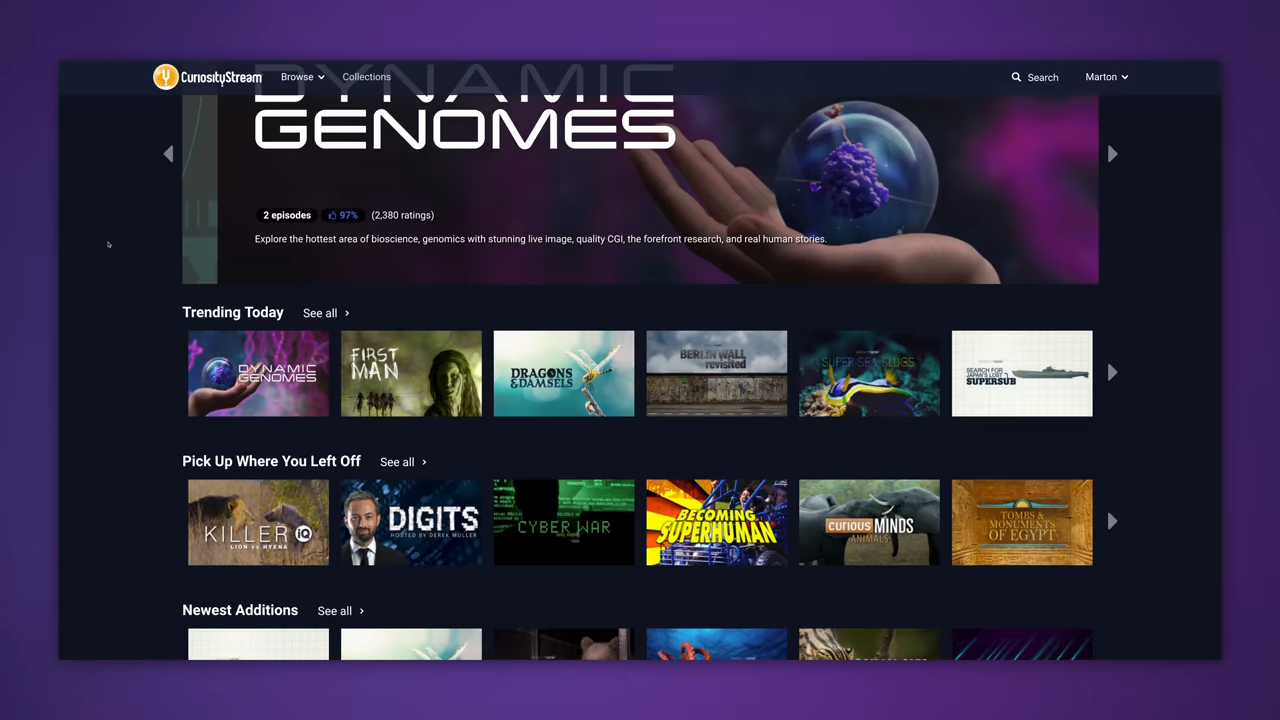 CURIOSITYSTREAM
Browse
Collections
Search
Marton
DYNAMIC
GENOMES
2 episodes
97%
(2,380 ratings)
Explore the hottest area of bioscience, genomics with stunning live image, quality CGI, the forefront research, and real human stories.
Trending Today
See all
DYNAMIC
GENOMES
FIRST
MAN
DRAGONS
&DAMSELS
BERLIN WALL
revisited
SUPER SEA SLUGS
SEARCH FOR
JAPAN'S LOST
SUPERSUB
Pick Up Where You Left Off
See all
KILLER IQ
LION vs HYENA
DIGITS
HOSTED BY DEREK MULLER
CYBER WAR
BECOMING
SUPERHUMAN
CURIOUS MINDS
ANIMALS
TOMBS &
MONUMENTS
OF EGYPT
Newest Additions
See all